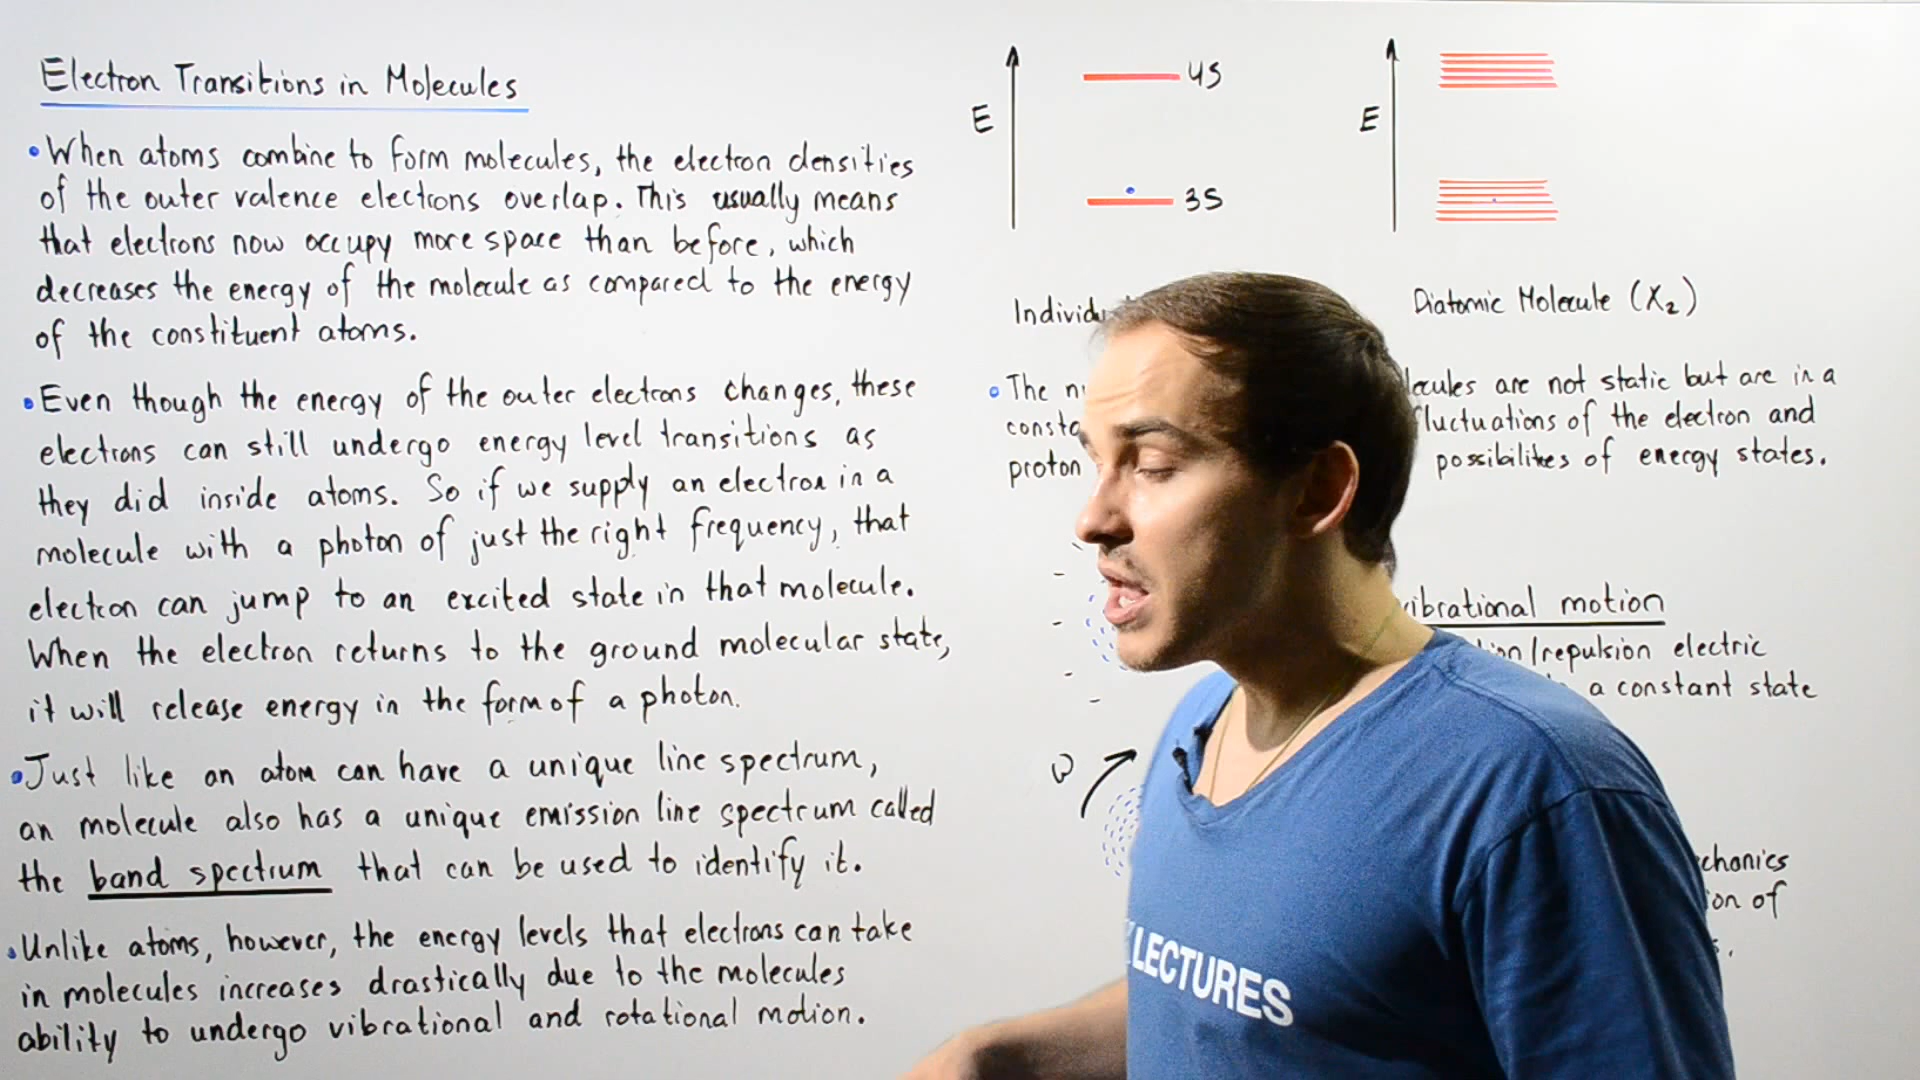 Electron Transitions in Molecules
• When atoms combine to form molecules, the electron densities
of the outer valence electrons overlap. This usually means
that electrons now occupy more space than before, which
decreases the energy of the molecule as compared to the energy
of the constituent atoms.
• Even though the energy of the outer electrons changes, these
electrons can still undergo energy level transitions as
they did inside atoms. So if we supply an electron in a
molecule with a photon of just the right frequency, that
electron can jump to an excited state in that molecule.
When the electron returns to the ground molecular state,
it will release energy in the form of a photon.
• Just like an atom can have a unique line spectrum,
an molecule also has a unique emission line spectrum called
the band spectrum that can be used to identify it.
• Unlike atoms, however, the energy levels that electrons can take
in molecules increases drastically due to the molecules
ability to undergo vibrational and rotational motion.
E
4S
3S
E
Individu
Diatomic Molecule (X2)
• The n
lecules are not static but are in a
consta
fluctuations of the electron and
proton
possibilities of energy states.
vibrational motion
ion/repulsion electric
a constant state
ω
chanics
ion of
LECTURES